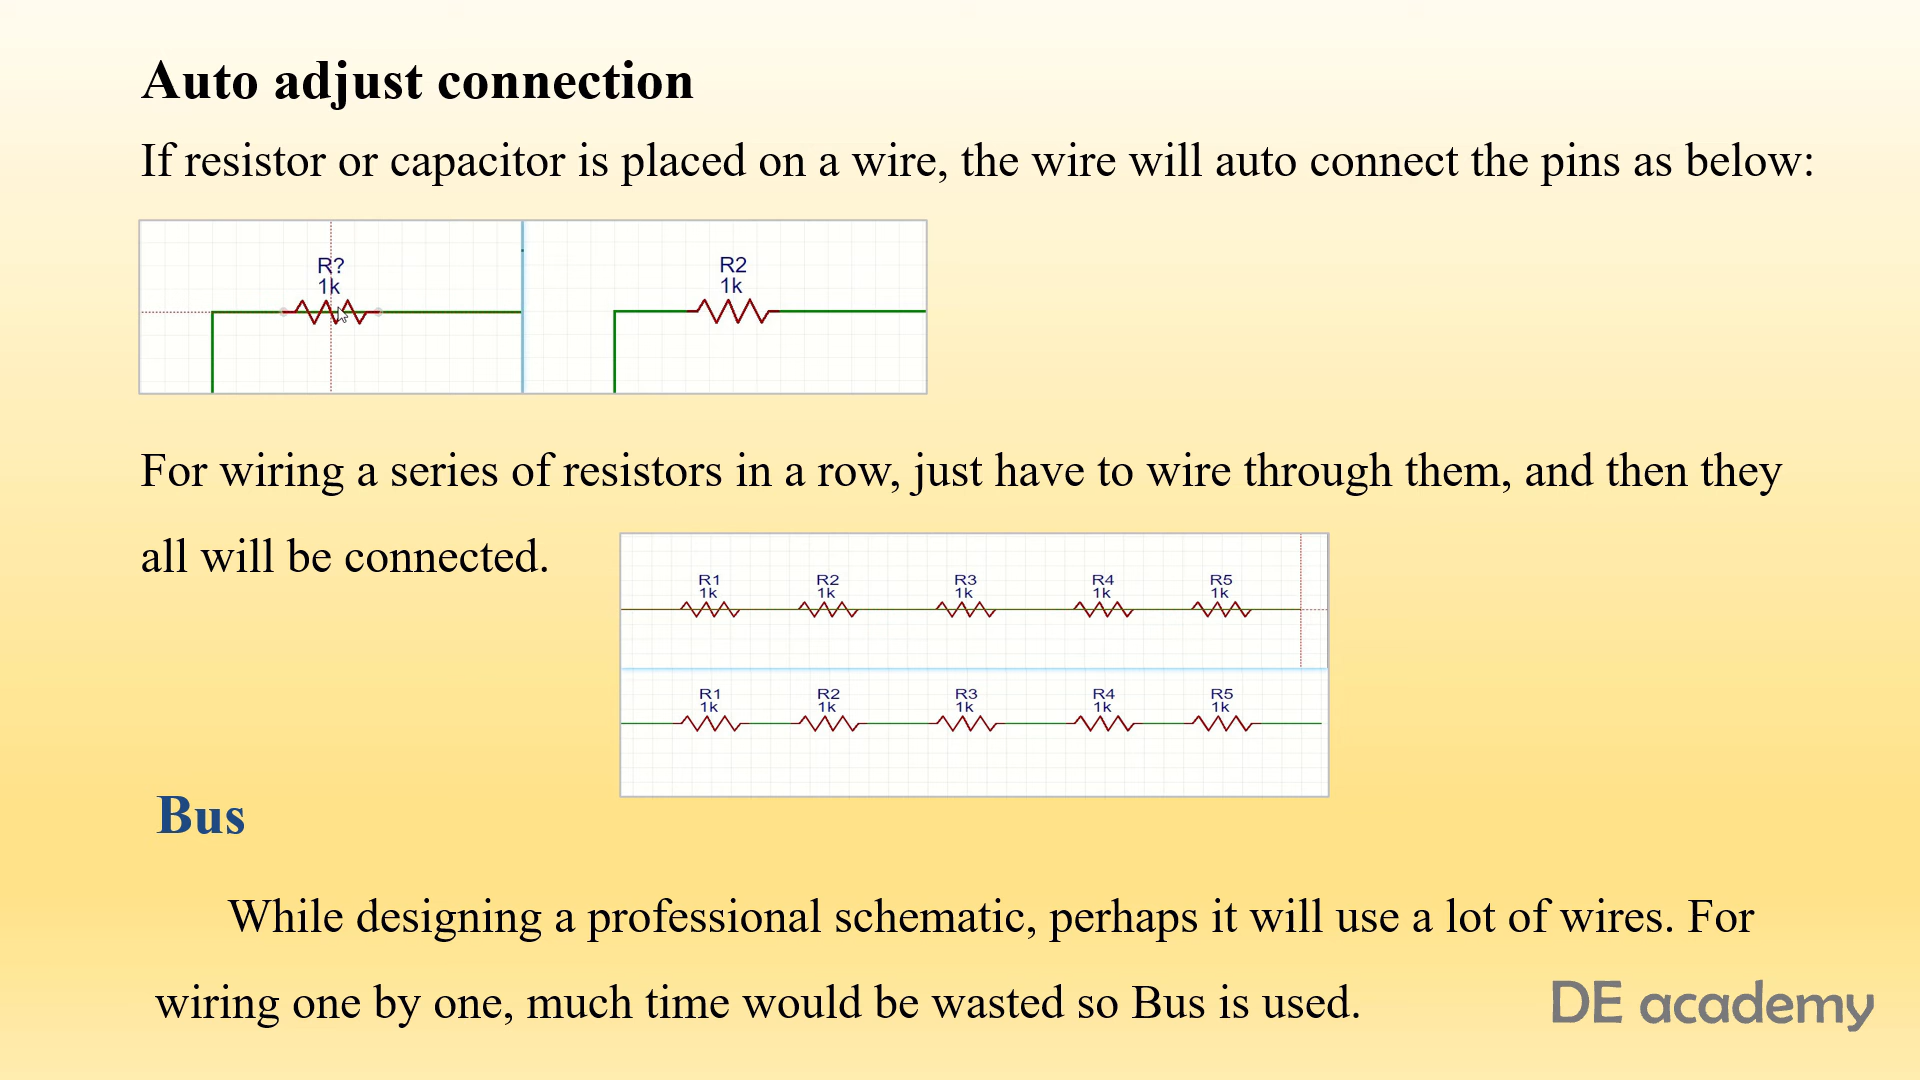 Auto adjust connection
If resistor or capacitor is placed on a wire, the wire will auto connect the pins as below:
R?
1k
R2
1k
For wiring a series of resistors in a row, just have to wire through them, and then they
all will be connected.
R1 R2 R3 R4 R5
1k 1k 1k 1k 1k
R1 R2 R3 R4 R5
1k 1k 1k 1k 1k
Bus
While designing a professional schematic, perhaps it will use a lot of wires. For
wiring one by one, much time would be wasted so Bus is used.
DE academy